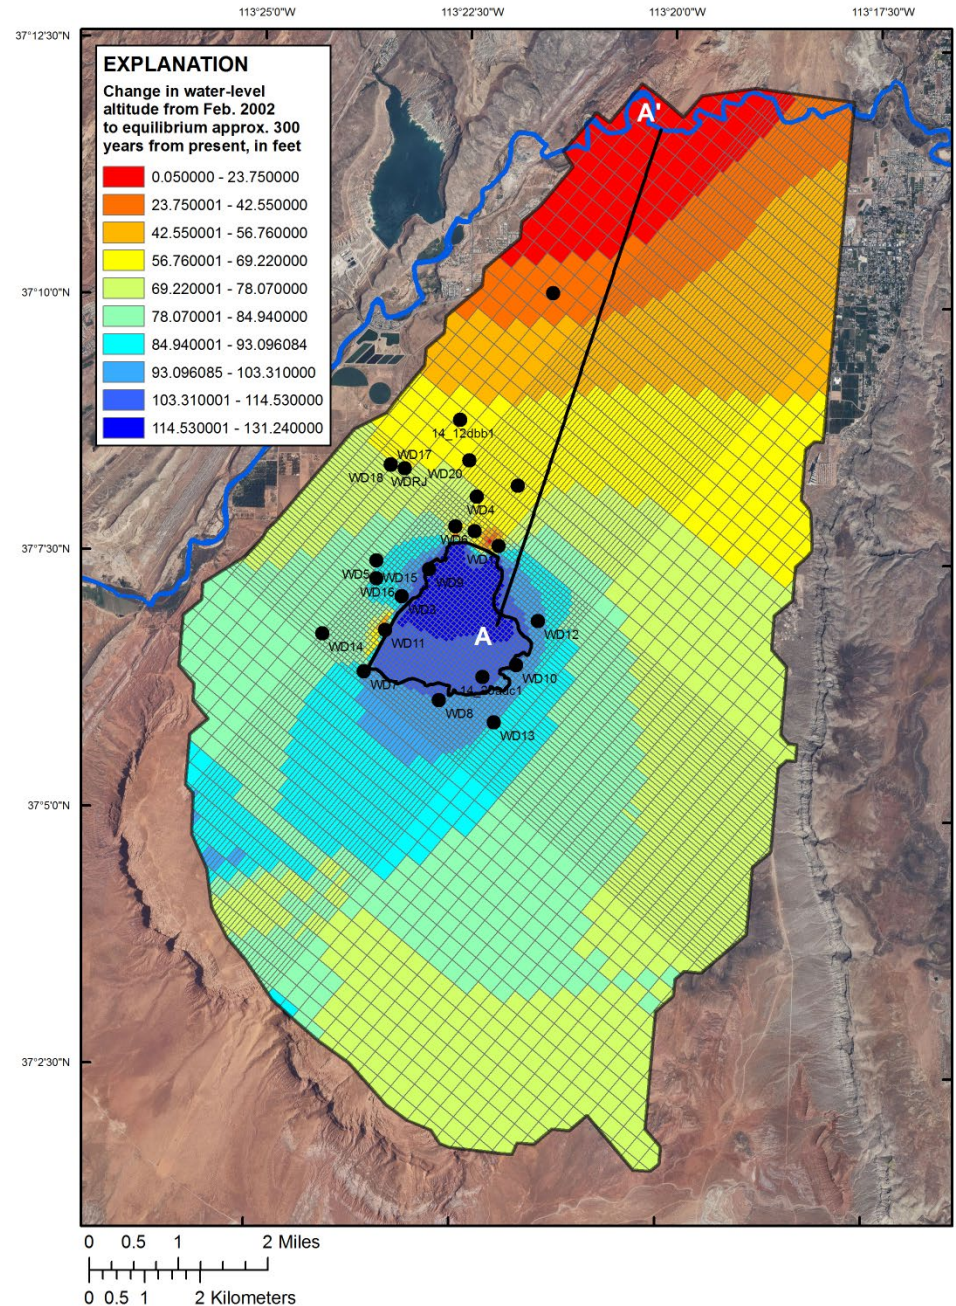 113°25'0"W 113°22'30"W 113°20'0"W 113°17'30"W
37°12'30"N
EXPLANATION
Change in water-level
altitude from Feb. 2002
to equilibrium approx. 300
years from present, in feet
0.050000 - 23.750000
23.750001 - 42.550000
42.550001 - 56.760000
56.760001 - 69.220000
69.220001 - 78.070000
78.070001 - 84.940000
84.940001 - 93.096084
93.096085 - 103.310000
103.310001 - 114.530000
114.530001 - 131.240000
A'
37°10'0"N
14_12dbb1
WD17
WD18
WDRJ
WD20
WD4
37°7'30"N
WD5
WD15
WD9
WD16
WD3
WD12
A
WD14
WD11
WD7
WD10
WD8
WD13
37°5'0"N
37°2'30"N
0 0.5 1 2 Miles
0 0.5 1 2 Kilometers